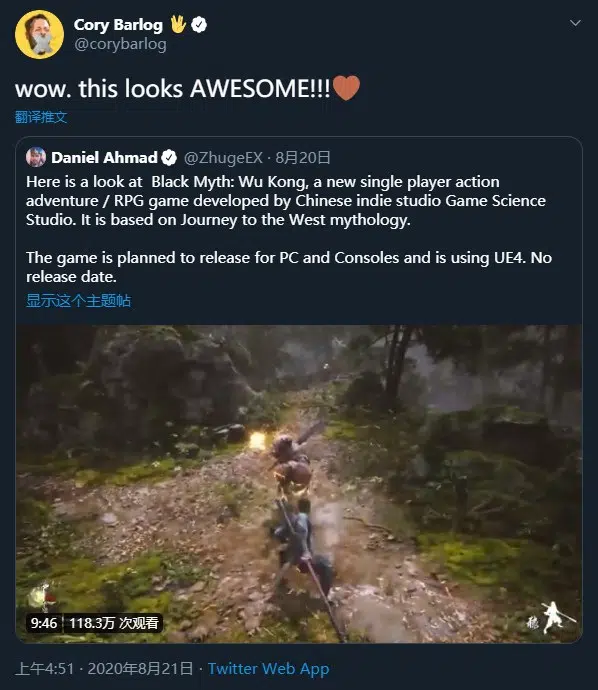 Cory Barlog 🖖
@corybarlog
wow. this looks AWESOME!!!🤎
翻译推文
Daniel Ahmad @ZhugeEX · 8月20日
Here is a look at Black Myth: Wu Kong, a new single player action
adventure / RPG game developed by Chinese indie studio Game Science
Studio. It is based on Journey to the West mythology.
The game is planned to release for PC and Consoles and is using UE4. No
release date.
显示这个主题帖
9:46 118.3万 次观看
上午4:51 · 2020年8月21日 · Twitter Web App